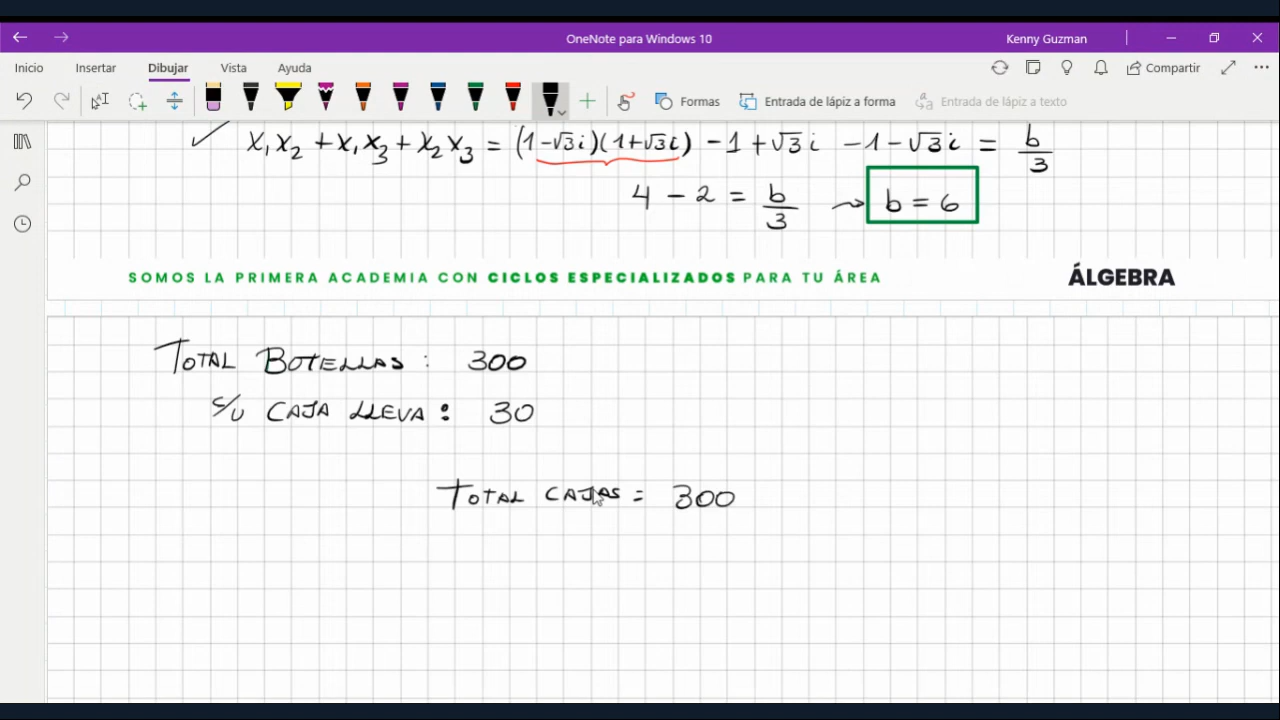 OneNote para Windows 10
Kenny Guzman
Inicio Insertar Dibujar Vista Ayuda
Compartir
Formas Entrada de lápiz a forma Entrada de lápiz a texto
✓ x₁x₂ + x₁x₃ + x₂x₃ = (1-√3i)(1+√3i) - 1 + √3i - 1 - √3i = b/3
4 - 2 = b/3 ⇝ b = 6
SOMOS LA PRIMERA ACADEMIA CON CICLOS ESPECIALIZADOS PARA TU ÁREA
ÁLGEBRA
TOTAL BOTELLAS : 300
c/u CAJA LLEVA : 30
TOTAL CAJAS = 300